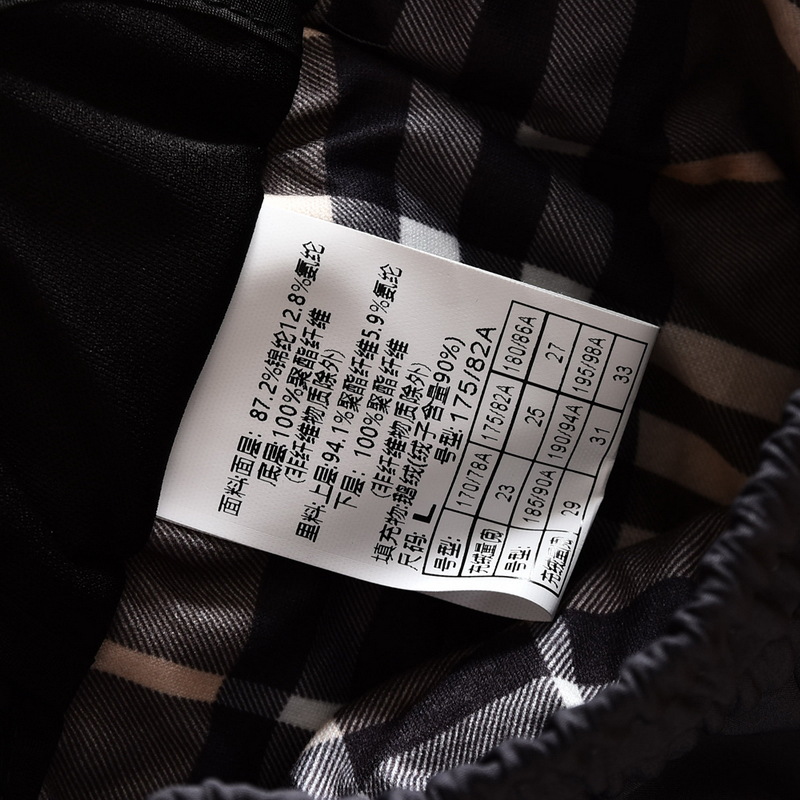 面料面层: 87.2%锦纶12.8%氨纶
底层:100%聚酯纤维
(非纤维物质除外)
里料:上层:94.1%聚酯纤维5.9%氨纶
下层: 100%聚酯纤维
(非纤维物质除外)
填充物:鹅绒(绒子含量90%)
尺码: L 号型:175/82A
号型: 170/78A 175/82A 180/86A
充绒量(g) 23 25 27
号型: 185/90A 190/94A 195/98A
充绒量(g) 29 31 33